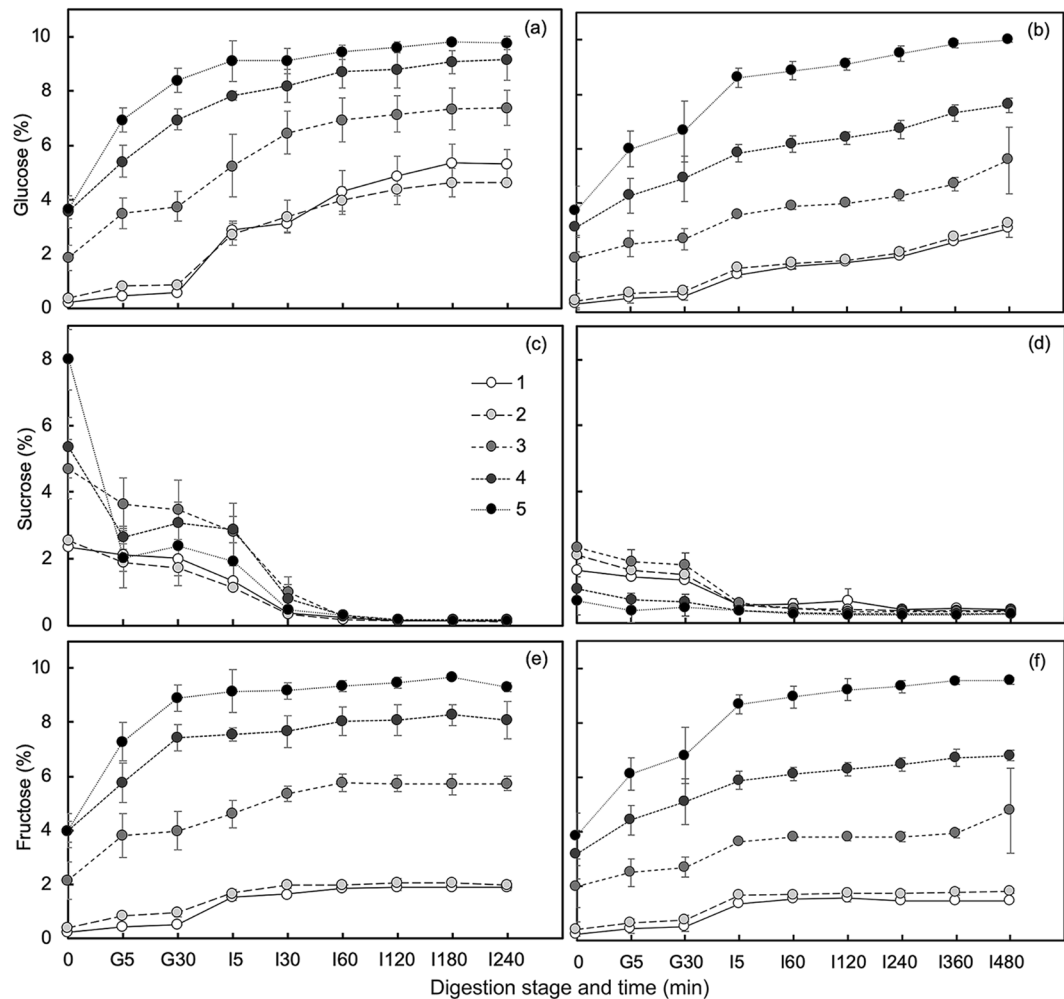 (a)
(b)
10
8
6
4
2
0
Glucose (%)
(c)
(d)
8
6
4
2
0
Sucrose (%)
1
2
3
4
5
(e)
(f)
10
8
6
4
2
0
Fructose (%)
0 G5 G30 I5 I30 I60 I120 I180 I240
0 G5 G30 I5 I60 I120 I240 I360 I480
Digestion stage and time (min)